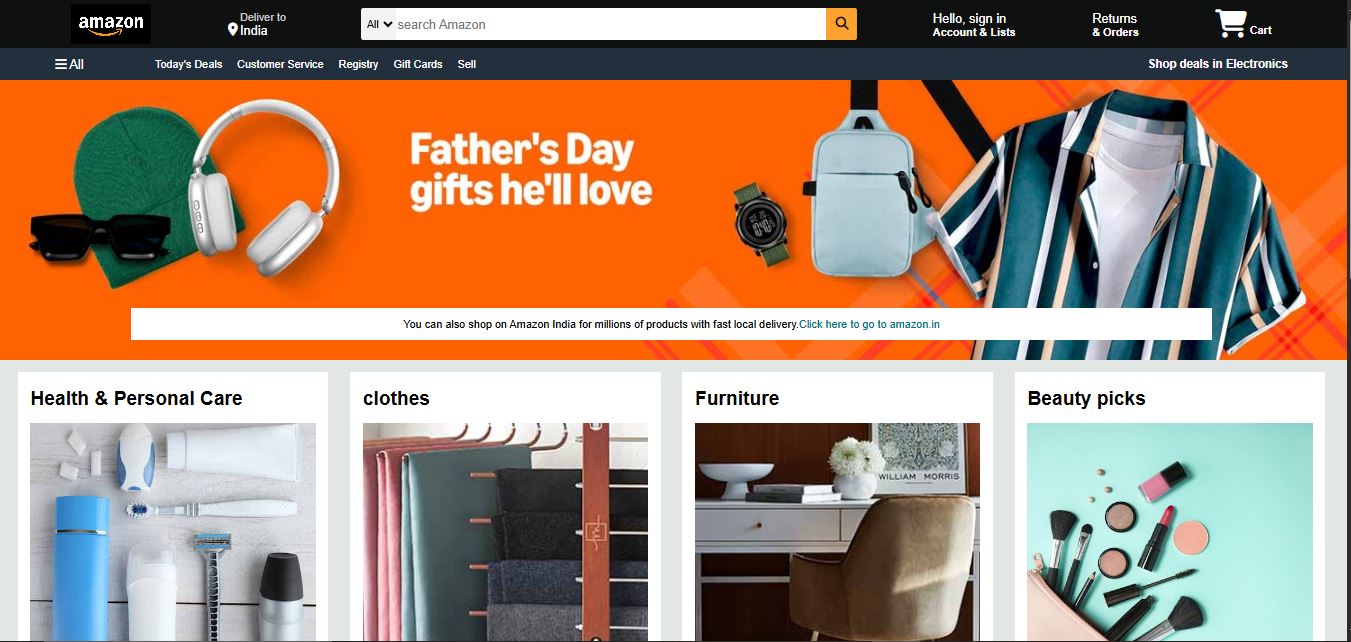 amazon
Deliver to
India
All
search Amazon
Hello, sign in
Account & Lists
Returns
& Orders
Cart
All
Today's Deals
Customer Service
Registry
Gift Cards
Sell
Shop deals in Electronics
Father's Day
gifts he'll love
You can also shop on Amazon India for millions of products with fast local delivery.Click here to go to amazon.in
Health & Personal Care
clothes
Furniture
Beauty picks
WILLIAM MORRIS